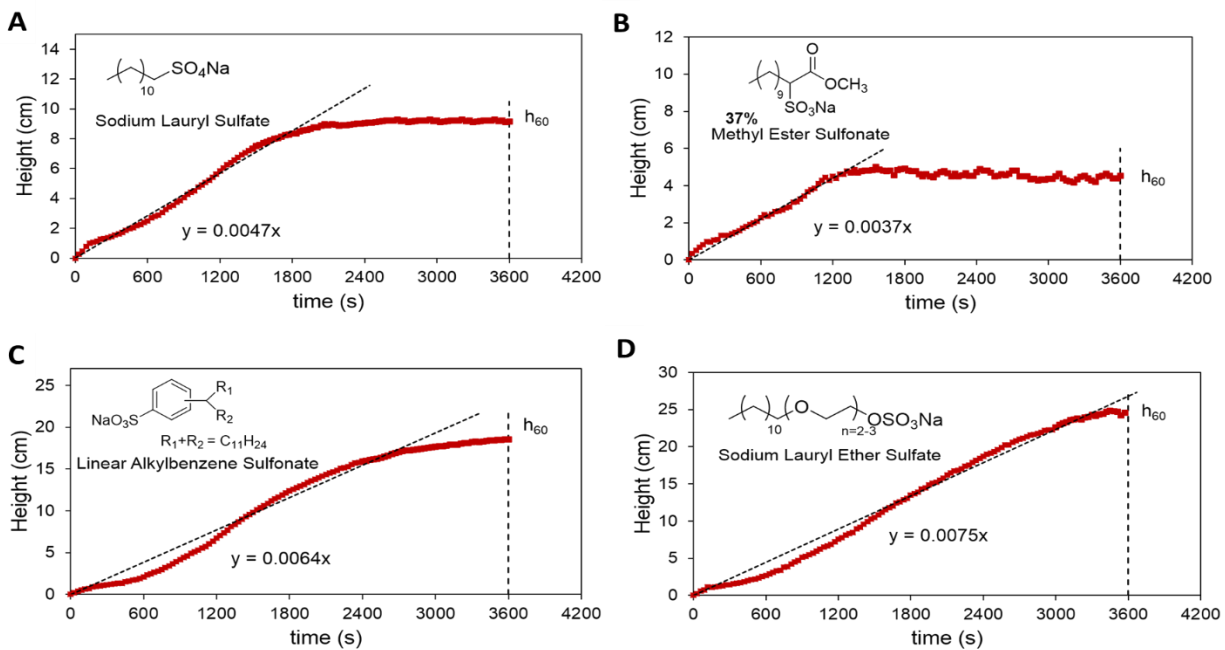 A
14
12
10
8
6
4
2
0
Height (cm)
( )
10
SO₄Na
Sodium Lauryl Sulfate
h₆₀
y = 0.0047x
0 600 1200 1800 2400 3000 3600 4200
time (s)
B
12
10
8
6
4
2
0
Height (cm)
( )
9
O
OCH₃
SO₃Na
37%
Methyl Ester Sulfonate
h₆₀
y = 0.0037x
0 600 1200 1800 2400 3000 3600 4200
time (s)
C
25
20
15
10
5
0
Height (cm)
NaO₃S
R₁
R₂
R₁+R₂ = C₁₁H₂₄
Linear Alkylbenzene Sulfonate
h₆₀
y = 0.0064x
0 600 1200 1800 2400 3000 3600 4200
time (s)
D
30
25
20
15
10
5
0
Height (cm)
( )
10
(O )
n=2-3
OSO₃Na
Sodium Lauryl Ether Sulfate
h₆₀
y = 0.0075x
0 600 1200 1800 2400 3000 3600 4200
time (s)